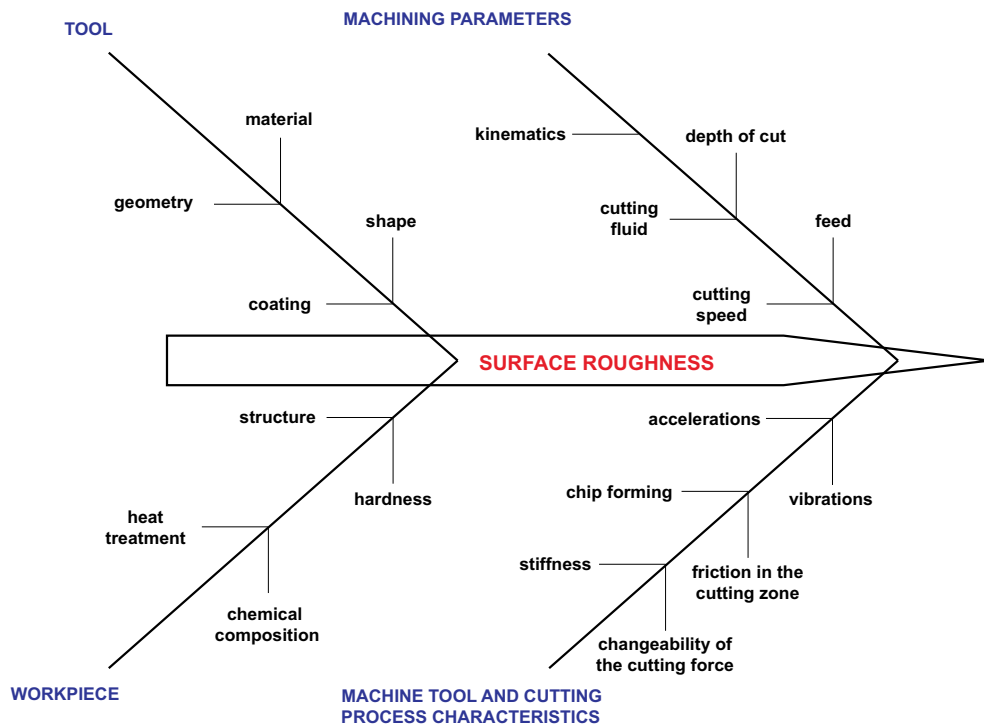 TOOL
MACHINING PARAMETERS
material
kinematics
depth of cut
geometry
shape
cutting
fluid
feed
coating
cutting
speed
SURFACE ROUGHNESS
structure
accelerations
hardness
chip forming
vibrations
heat
treatment
stiffness
friction in the
cutting zone
chemical
composition
changeability of
the cutting force
WORKPIECE
MACHINE TOOL AND CUTTING
PROCESS CHARACTERISTICS